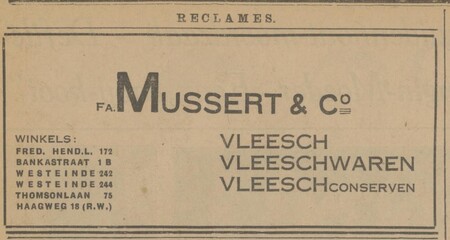 RECLAMES.
FA. MUSSERT & Co
WINKELS:
FRED. HEND.L. 172
BANKASTRAAT 1 B
WESTEINDE 242
WESTEINDE 244
THOMSONLAAN 75
HAAGWEG 18 (R.W.)
VLEESCH
VLEESCHWAREN
VLEESCHCONSERVEN